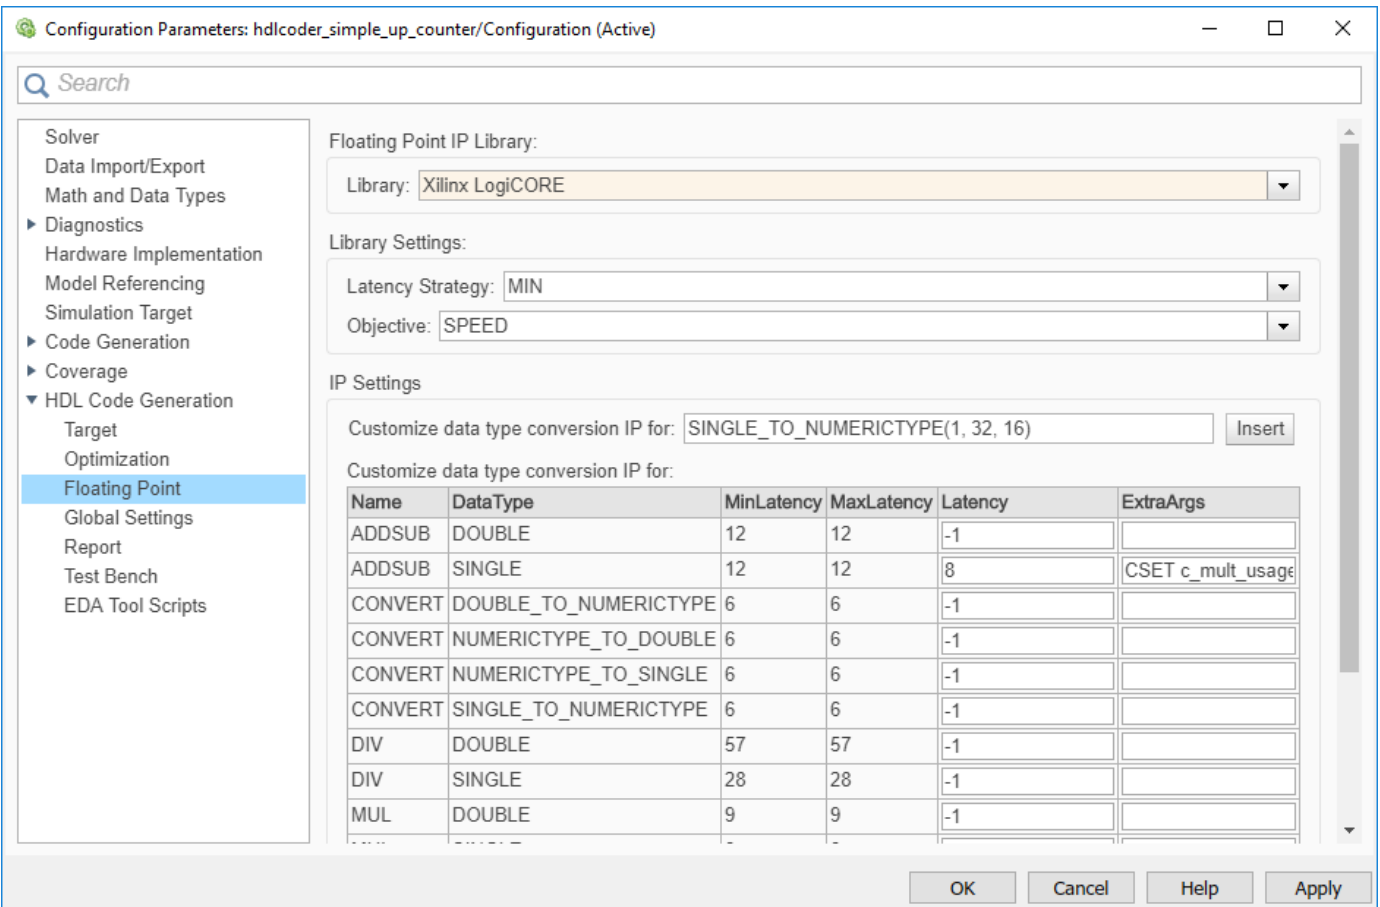 Configuration Parameters: hdlcoder_simple_up_counter/Configuration (Active)
Search
Solver
Data Import/Export
Math and Data Types
Diagnostics
Hardware Implementation
Model Referencing
Simulation Target
Code Generation
Coverage
HDL Code Generation
Target
Optimization
Floating Point
Global Settings
Report
Test Bench
EDA Tool Scripts
Floating Point IP Library:
Library: Xilinx LogiCORE
Library Settings:
Latency Strategy: MIN
Objective: SPEED
IP Settings
Customize data type conversion IP for: SINGLE_TO_NUMERICTYPE(1, 32, 16) Insert
Customize data type conversion IP for:
Name DataType MinLatency MaxLatency Latency ExtraArgs
ADDSUB DOUBLE 12 12 -1
ADDSUB SINGLE 12 12 8 CSET c_mult_usage
CONVERT DOUBLE_TO_NUMERICTYPE 6 6 -1
CONVERT NUMERICTYPE_TO_DOUBLE 6 6 -1
CONVERT NUMERICTYPE_TO_SINGLE 6 6 -1
CONVERT SINGLE_TO_NUMERICTYPE 6 6 -1
DIV DOUBLE 57 57 -1
DIV SINGLE 28 28 -1
MUL DOUBLE 9 9 -1
OK Cancel Help Apply